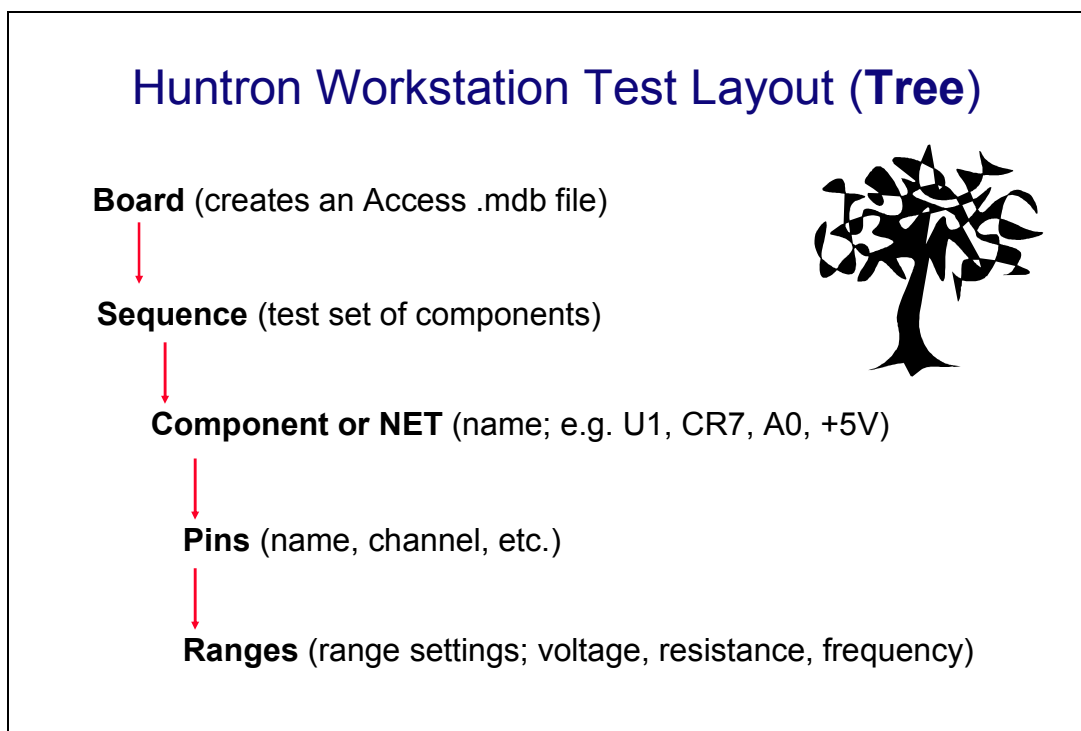 Huntron Workstation Test Layout (Tree)
Board (creates an Access .mdb file)
Sequence (test set of components)
Component or NET (name; e.g. U1, CR7, A0, +5V)
Pins (name, channel, etc.)
Ranges (range settings; voltage, resistance, frequency)